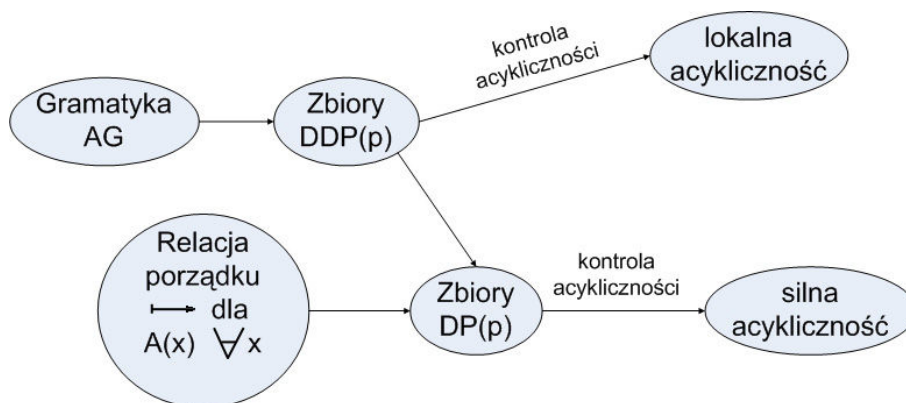 Gramatyka
AG
Zbiory
DDP(p)
kontrola
acykliczności
lokalna
acykliczność
Relacja
porządku
⟼ dla
A(x) ∀ x
Zbiory
DP(p)
kontrola
acykliczności
silna
acykliczność